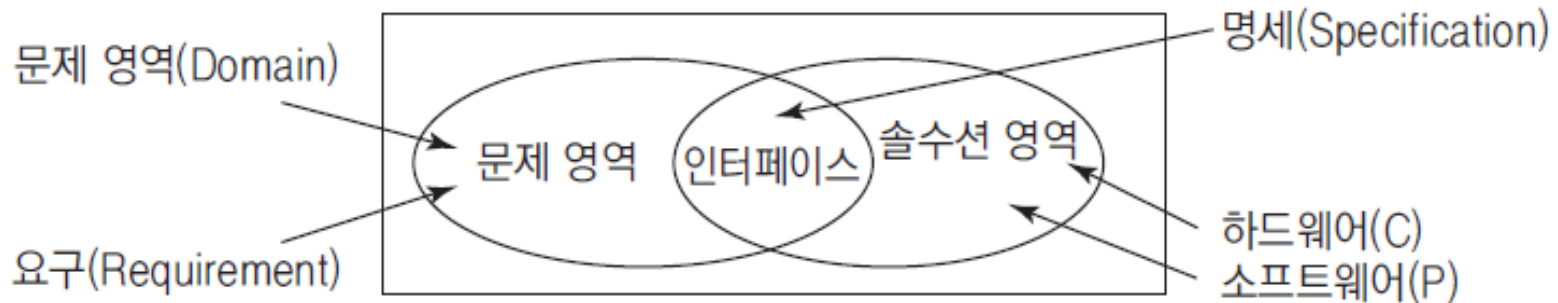 문제 영역(Domain)
요구(Requirement)
문제 영역
인터페이스
솔수션 영역
명세(Specification)
하드웨어(C)
소프트웨어(P)